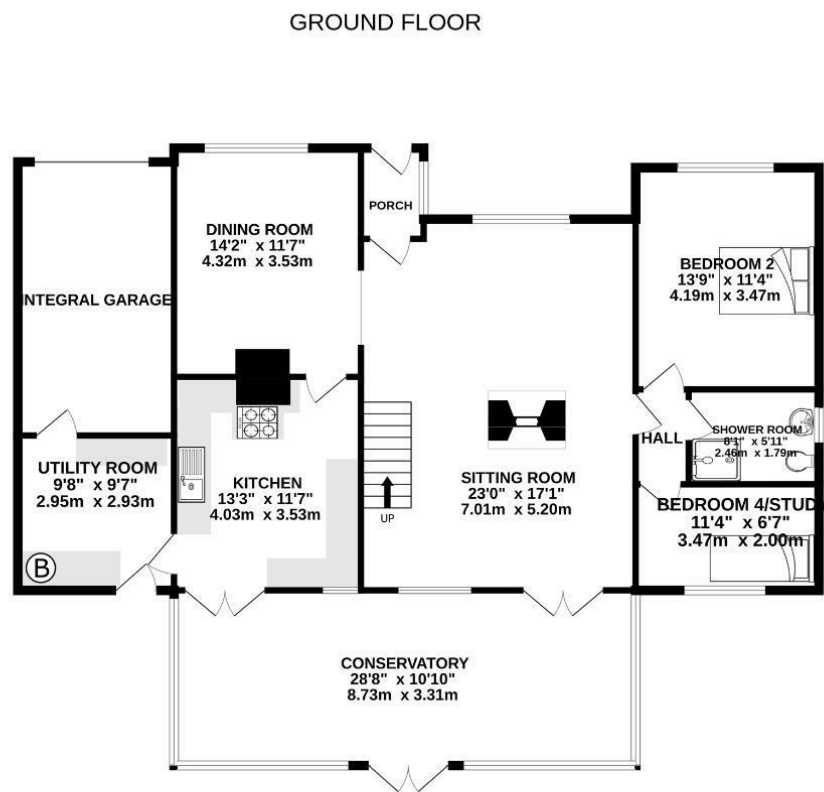 GROUND FLOOR
PORCH
DINING ROOM
14'2" x 11'7"
4.32m x 3.53m
BEDROOM 2
13'9" x 11'4"
4.19m x 3.47m
NTEGRAL GARAGE
SHOWER ROOM
8'1" x 5'11"
2.46m x 1.79m
HALL
UTILITY ROOM
9'8" x 9'7"
2.95m x 2.93m
KITCHEN
13'3" x 11'7"
4.03m x 3.53m
SITTING ROOM
23'0" x 17'1"
7.01m x 5.20m
BEDROOM 4/STUD
11'4" x 6'7"
3.47m x 2.00m
UP
B
CONSERVATORY
28'8" x 10'10"
8.73m x 3.31m